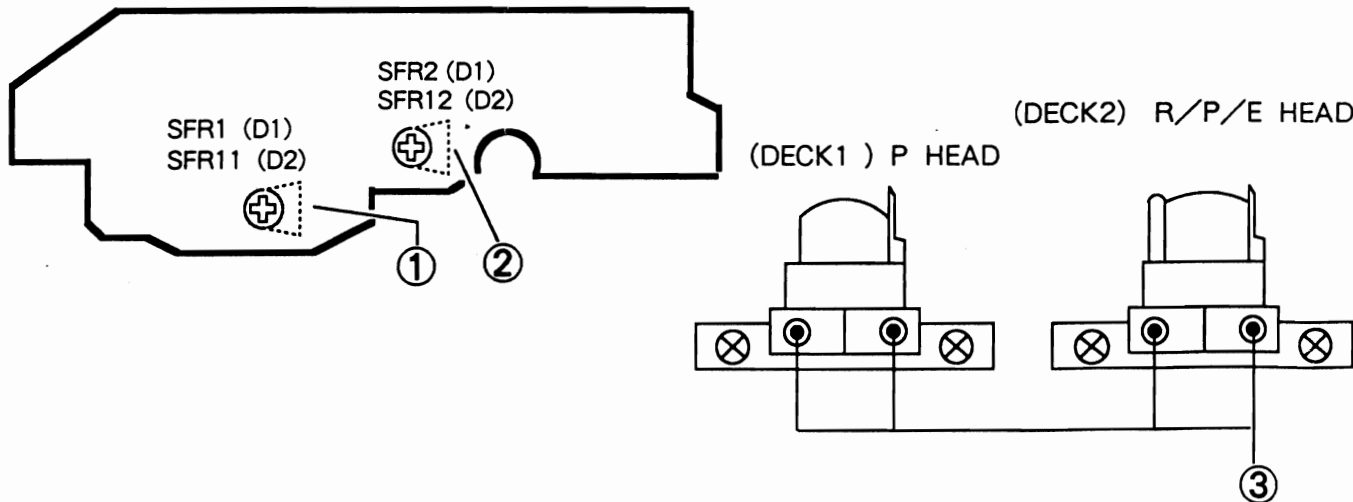 SFR2 (D1)
SFR12 (D2)
SFR1 (D1)
SFR11 (D2)
① ②
(DECK1 ) P HEAD
(DECK2) R/P/E HEAD
③